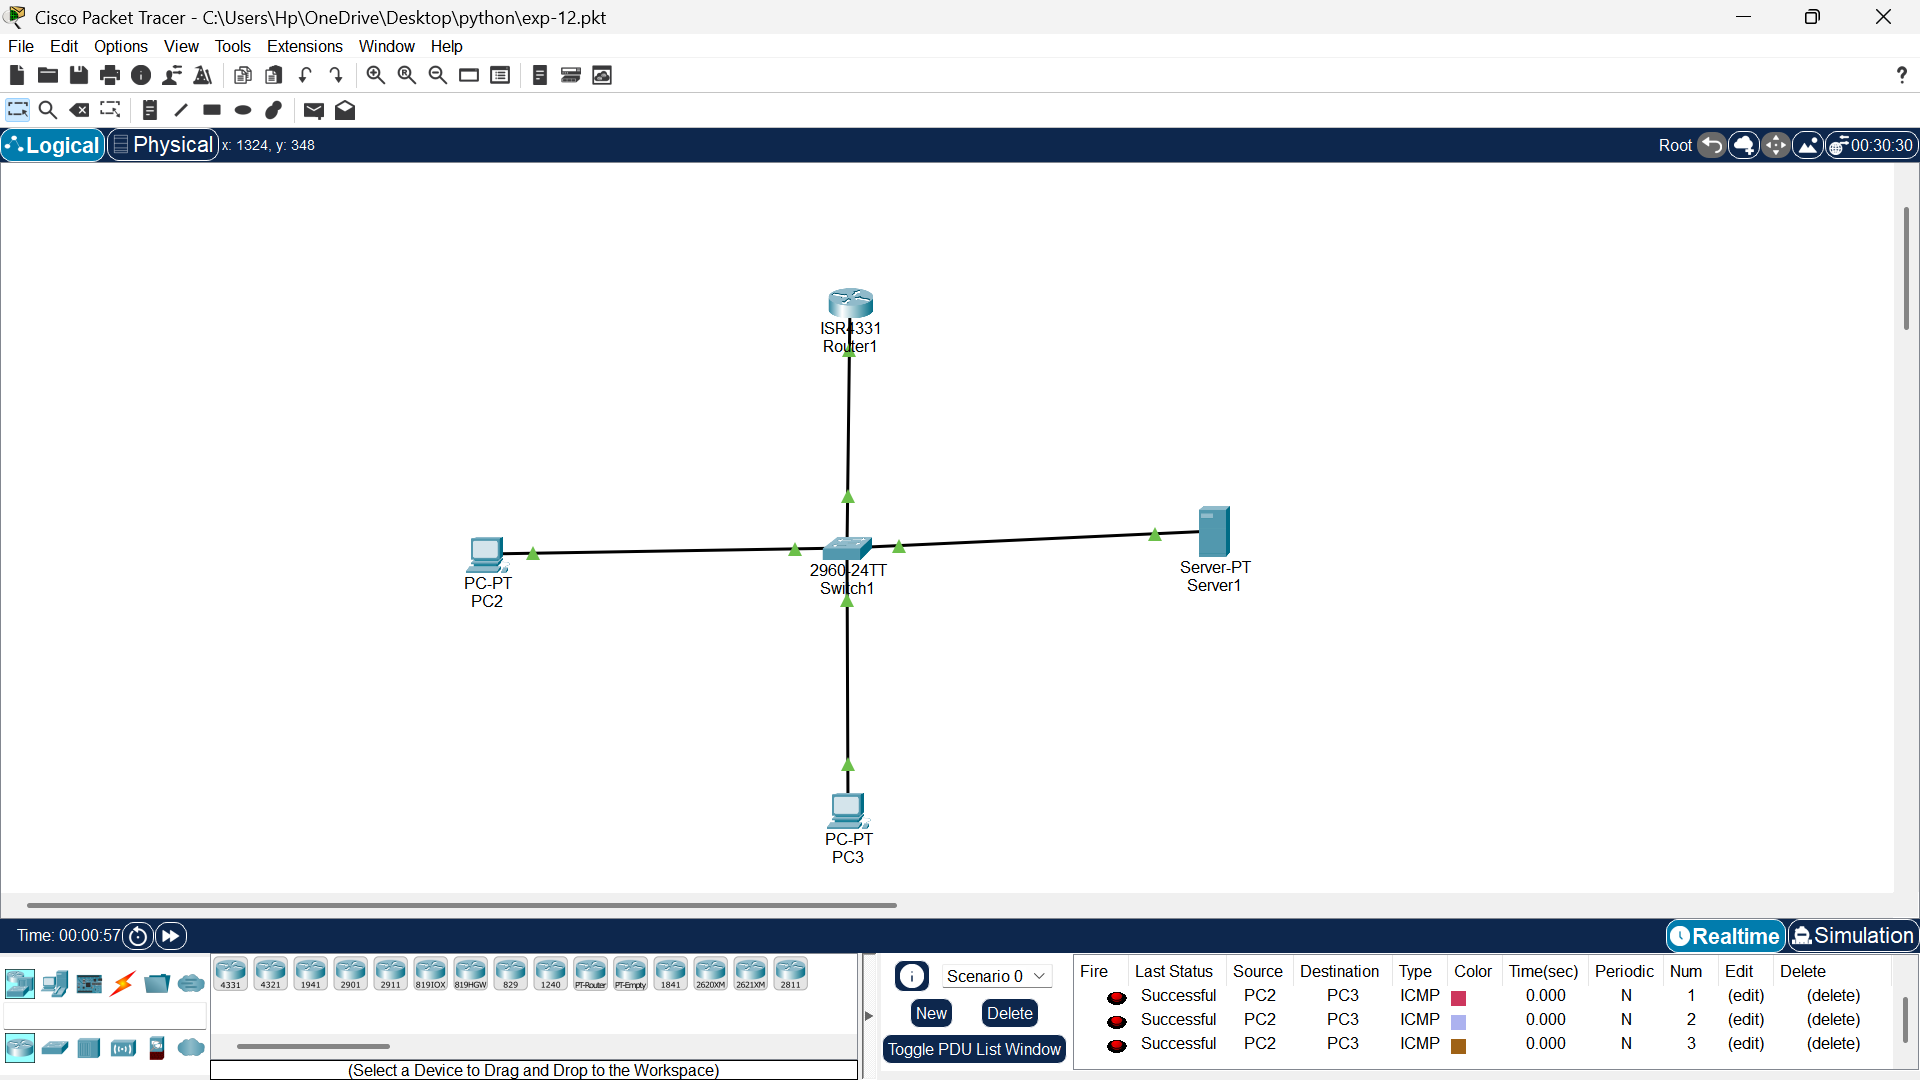 Cisco Packet Tracer - C:\Users\Hp\OneDrive\Desktop\python\exp-12.pkt
File Edit Options View Tools Extensions Window Help
?
Logical Physical x: 1324, y: 348 Root 00:30:30
ISR4331
Router1
PC-PT
PC2
2960-24TT
Switch1
Server-PT
Server1
PC-PT
PC3
Time: 00:00:57 Realtime Simulation
4331 4321 1941 2901 2911 819IOX 819HGW 829 1240 PT-Router PT-Empty 1841 2620XM 2621XM 2811
(Select a Device to Drag and Drop to the Workspace)
Scenario 0
New Delete
Toggle PDU List Window
Fire Last Status Source Destination Type Color Time(sec) Periodic Num Edit Delete
Successful PC2 PC3 ICMP 0.000 N 1 (edit) (delete)
Successful PC2 PC3 ICMP 0.000 N 2 (edit) (delete)
Successful PC2 PC3 ICMP 0.000 N 3 (edit) (delete)